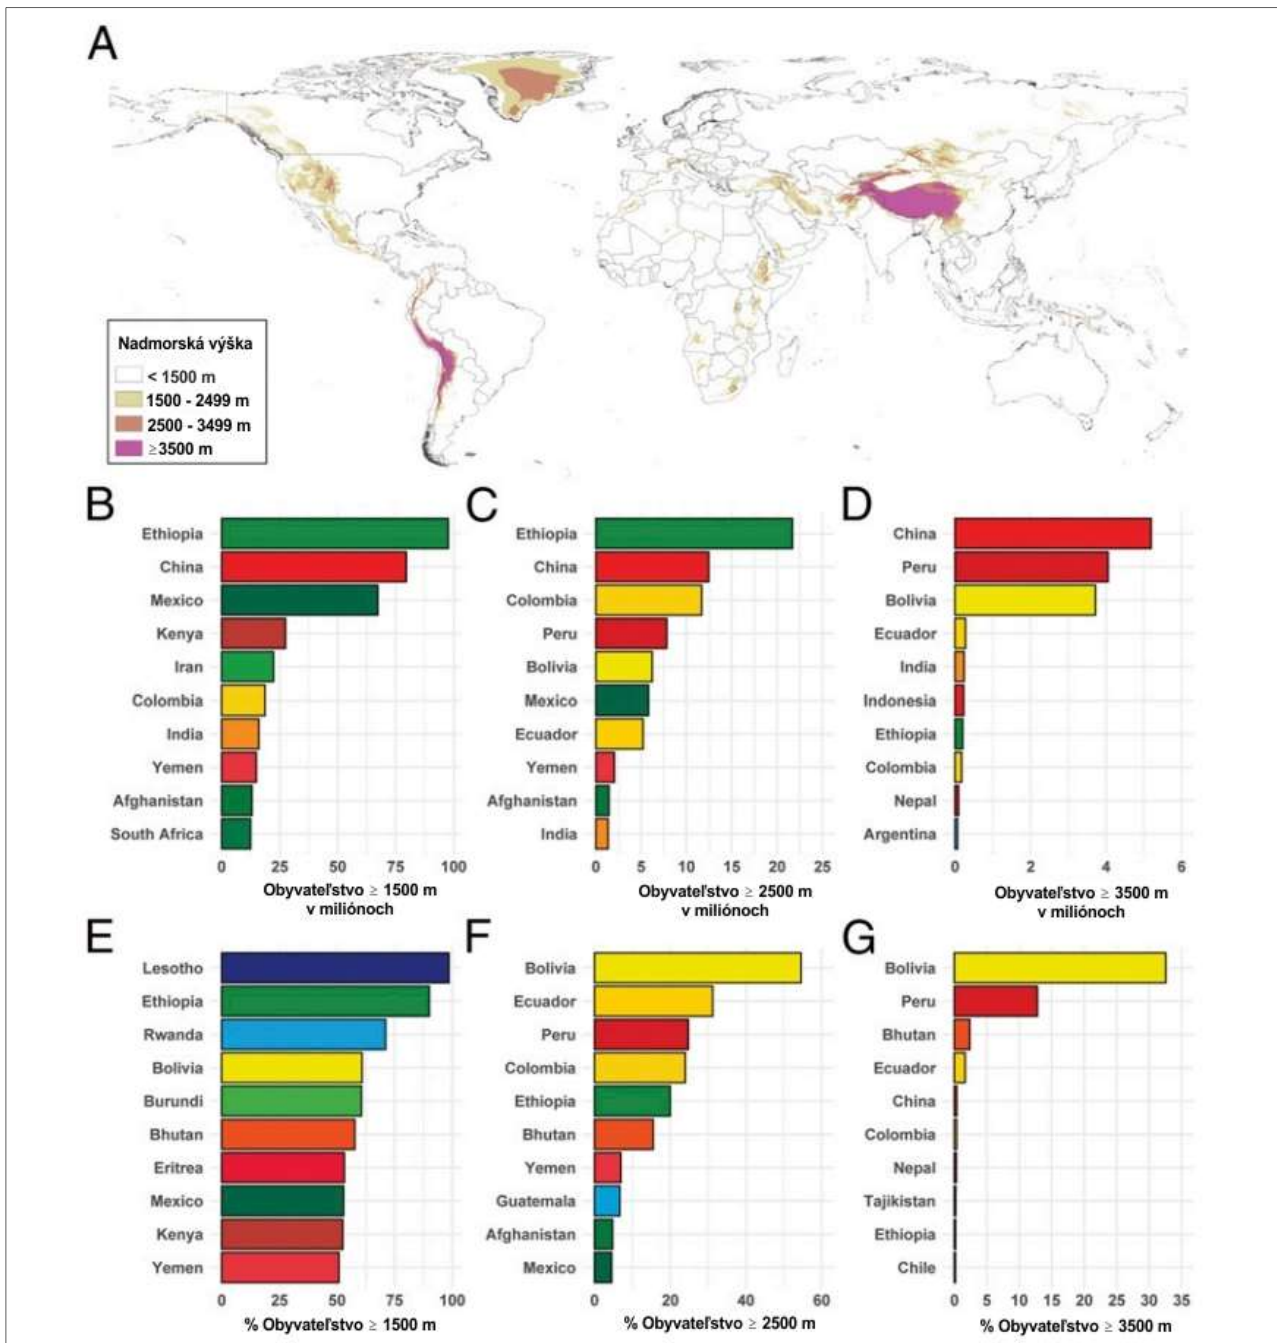 A
Nadmorská výška
< 1500 m
1500 - 2499 m
2500 - 3499 m
≥3500 m
B
Ethiopia
China
Mexico
Kenya
Iran
Colombia
India
Yemen
Afghanistan
South Africa
0 25 50 75 100
Obyvateľstvo ≥ 1500 m
v miliónoch
C
Ethiopia
China
Colombia
Peru
Bolivia
Mexico
Ecuador
Yemen
Afghanistan
India
0 5 10 15 20 25
Obyvateľstvo ≥ 2500 m
v miliónoch
D
China
Peru
Bolivia
Ecuador
India
Indonesia
Ethiopia
Colombia
Nepal
Argentina
0 2 4 6
Obyvateľstvo ≥ 3500 m
v miliónoch
E
Lesotho
Ethiopia
Rwanda
Bolivia
Burundi
Bhutan
Eritrea
Mexico
Kenya
Yemen
0 25 50 75 100
% Obyvateľstvo ≥ 1500 m
F
Bolivia
Ecuador
Peru
Colombia
Ethiopia
Bhutan
Yemen
Guatemala
Afghanistan
Mexico
0 20 40 60
% Obyvateľstvo ≥ 2500 m
G
Bolivia
Peru
Bhutan
Ecuador
China
Colombia
Nepal
Tajikistan
Ethiopia
Chile
0 5 10 15 20 25 30 35
% Obyvateľstvo ≥ 3500 m